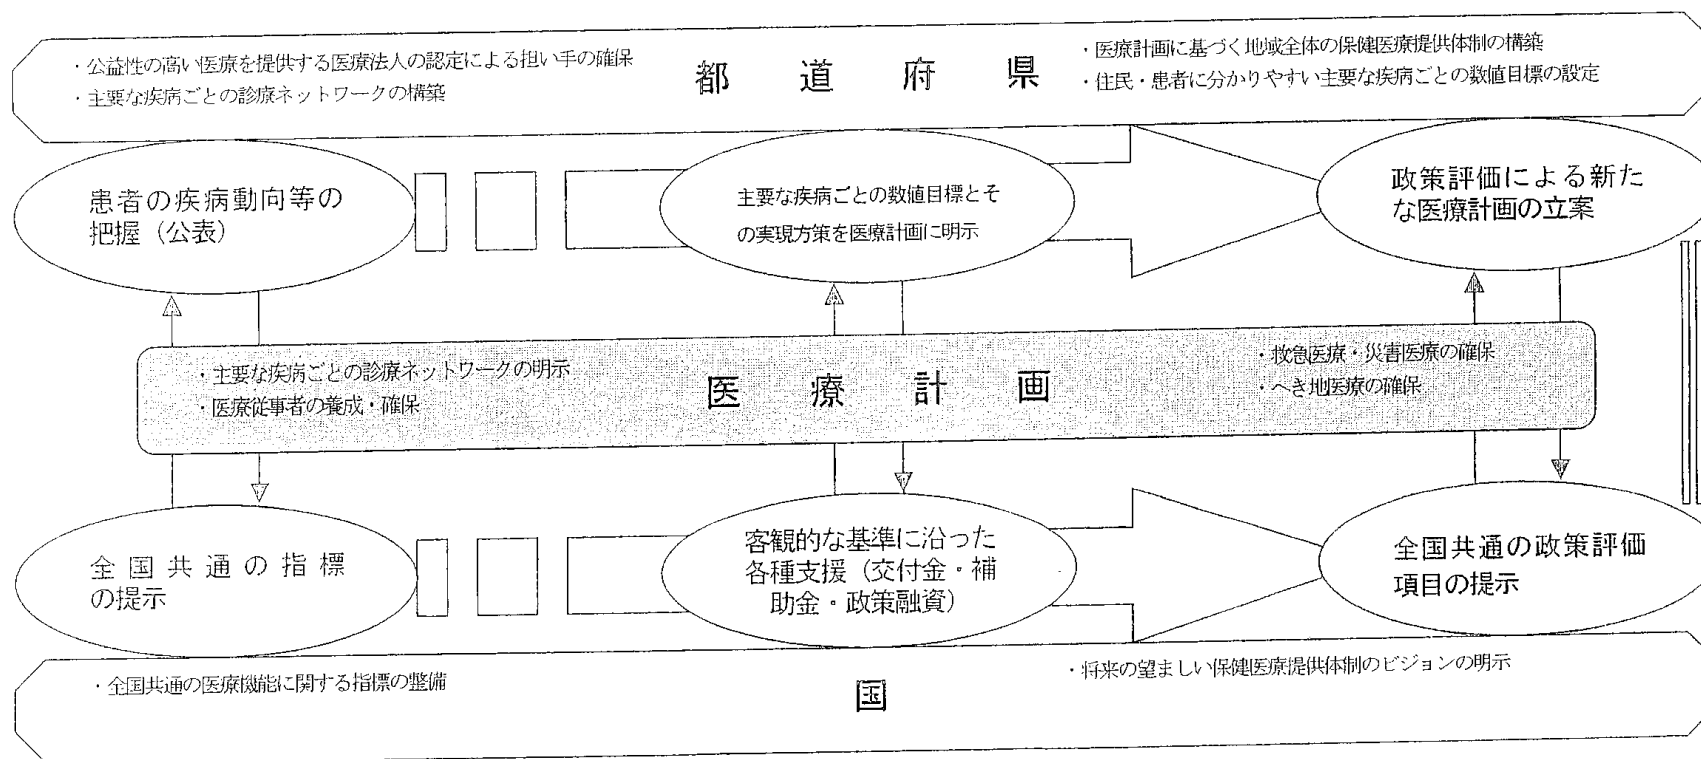 ・公益性の高い医療を提供する医療法人の認定による担い手の確保
・主要な疾病ごとの診療ネットワークの構築
都道府県
・医療計画に基づく地域全体の保健医療提供体制の構築
・住民・患者に分かりやすい主要な疾病ごとの数値目標の設定
患者の疾病動向等の
把握（公表）
主要な疾病ごとの数値目標とそ
の実現方策を医療計画に明示
政策評価による新た
な医療計画の立案
・主要な疾病ごとの診療ネットワークの明示
・医療従事者の養成・確保
医療計画
・救急医療・災害医療の確保
・へき地医療の確保
全国共通の指標
の提示
客観的な基準に沿った
各種支援（交付金・補
助金・政策融資）
全国共通の政策評価
項目の提示
・全国共通の医療機能に関する指標の整備
国
・将来の望ましい保健医療提供体制のビジョンの明示